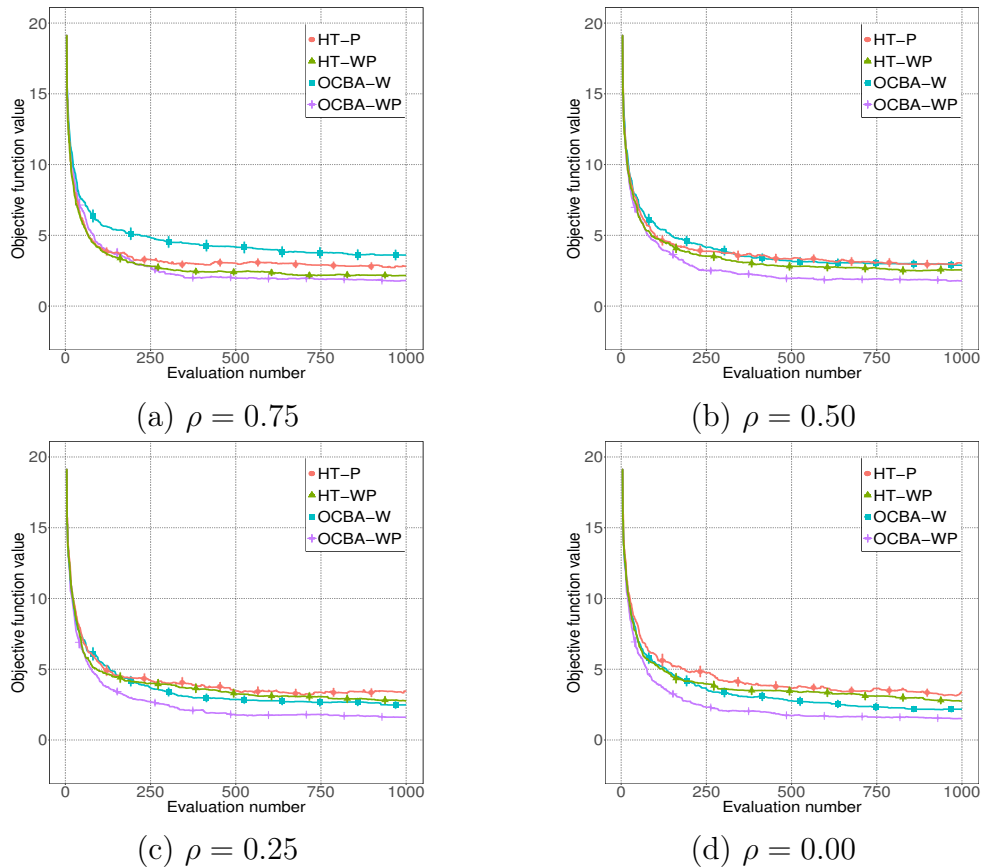 20
15
10
5
0
Objective function value
HT−P
HT−WP
OCBA−W
OCBA−WP
0 250 500 750 1000
Evaluation number
(a) ρ = 0.75
20
15
10
5
0
Objective function value
HT−P
HT−WP
OCBA−W
OCBA−WP
0 250 500 750 1000
Evaluation number
(b) ρ = 0.50
20
15
10
5
0
Objective function value
HT−P
HT−WP
OCBA−W
OCBA−WP
0 250 500 750 1000
Evaluation number
(c) ρ = 0.25
20
15
10
5
0
Objective function value
HT−P
HT−WP
OCBA−W
OCBA−WP
0 250 500 750 1000
Evaluation number
(d) ρ = 0.00